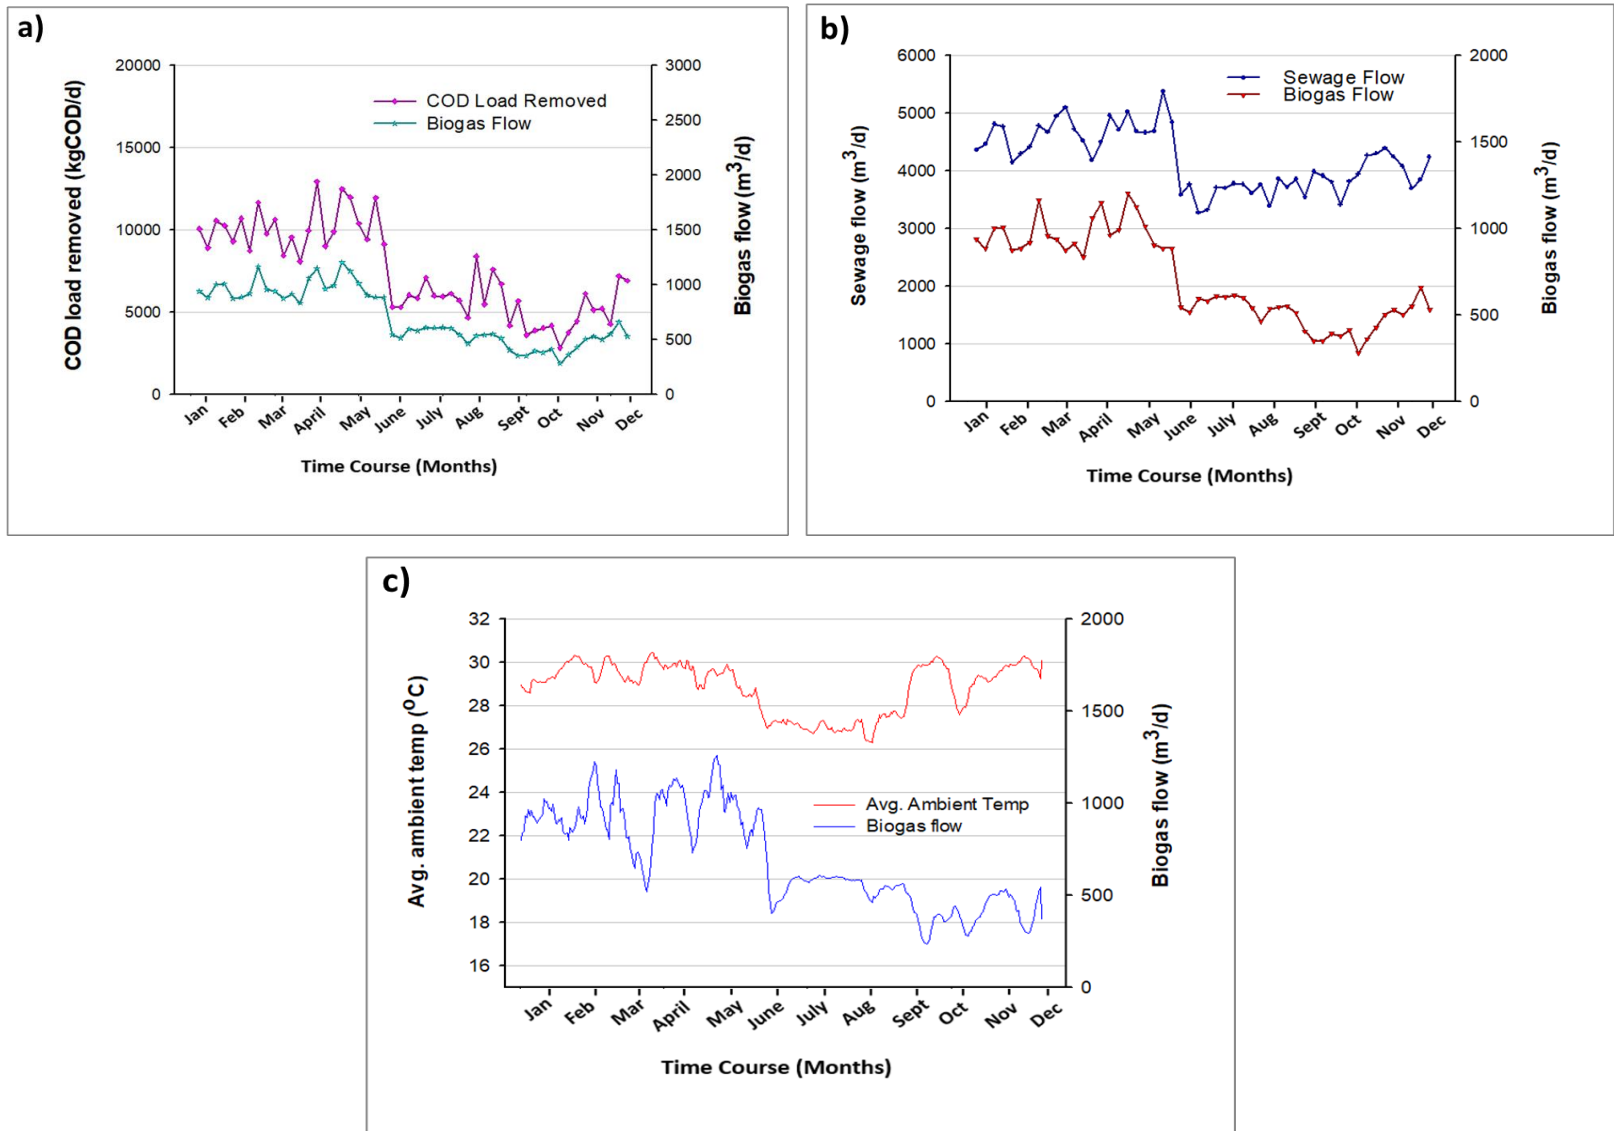 a)
COD load removed (kgCOD/d)
20000
15000
10000
5000
0
COD Load Removed
Biogas Flow
3000
2500
2000
1500
1000
500
0
Biogas flow (m³/d)
Jan Feb Mar April May June July Aug Sept Oct Nov Dec
Time Course (Months)
b)
Sewage flow (m³/d)
6000
5000
4000
3000
2000
1000
0
Sewage Flow
Biogas Flow
2000
1500
1000
500
0
Biogas flow (m³/d)
Jan Feb Mar April May June July Aug Sept Oct Nov Dec
Time Course (Months)
c)
Avg. ambient temp (⁰C)
32
30
28
26
24
22
20
18
16
Avg. Ambient Temp
Biogas flow
2000
1500
1000
500
0
Biogas flow (m³/d)
Jan Feb Mar April May June July Aug Sept Oct Nov Dec
Time Course (Months)